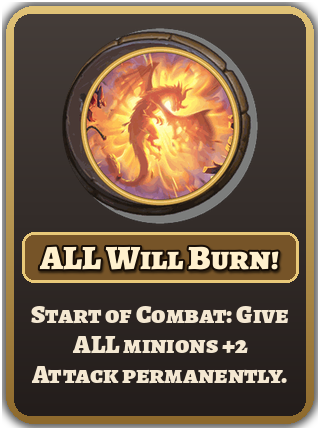 ALL Will Burn!
Start of Combat: Give
ALL minions +2
Attack permanently.